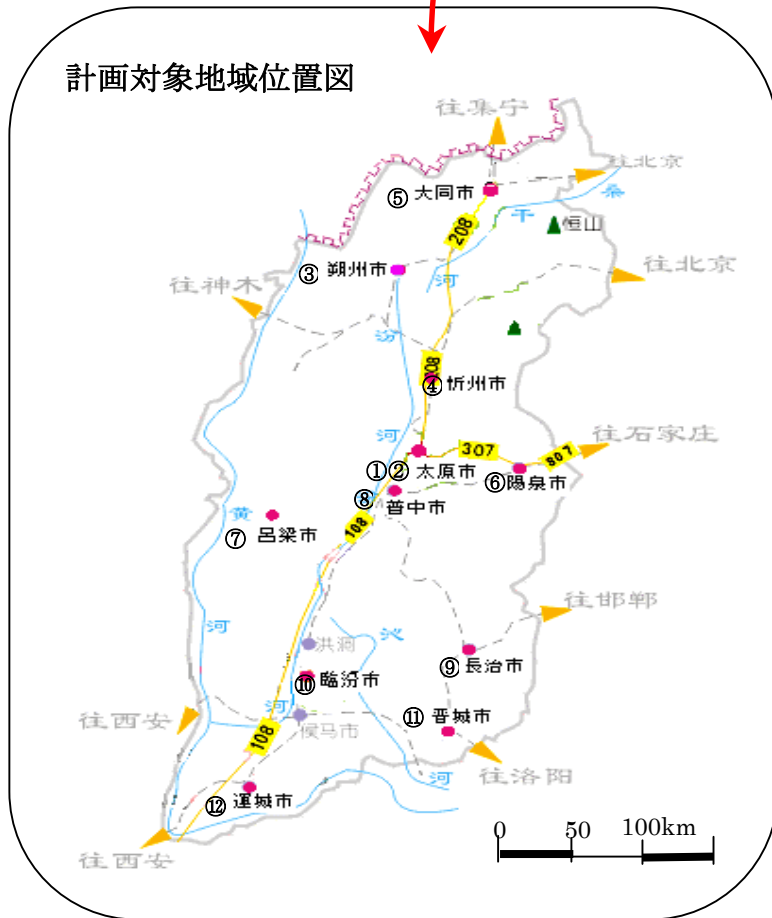 計画対象地域位置図
往集宁
往北京
⑤ 大同市
桑
干
208
恒山
河
③ 朔州市
往北京
往神木
汾
208
④ 忻州市
河
往石家庄
307
807
① ② 太原市
⑥ 陽泉市
⑧
普中市
黄
108
⑦ 呂梁市
往邯郸
河
沁
洪洞
⑨ 長治市
⑩ 臨汾市
河
⑪ 晋城市
往西安
108
侯马市
河
往洛阳
⑫ 運城市
往西安
0 50 100km